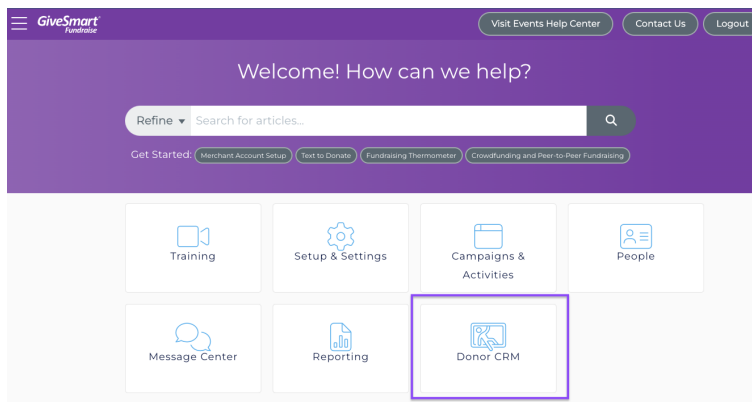 GiveSmart
Fundraise
Visit Events Help Center
Contact Us
Logout
Welcome! How can we help?
Refine
Search for articles...
Get Started:
Merchant Account Setup
Text to Donate
Fundraising Thermometer
Crowdfunding and Peer-to-Peer Fundraising
Training
Setup & Settings
Campaigns &
Activities
People
Message Center
Reporting
Donor CRM